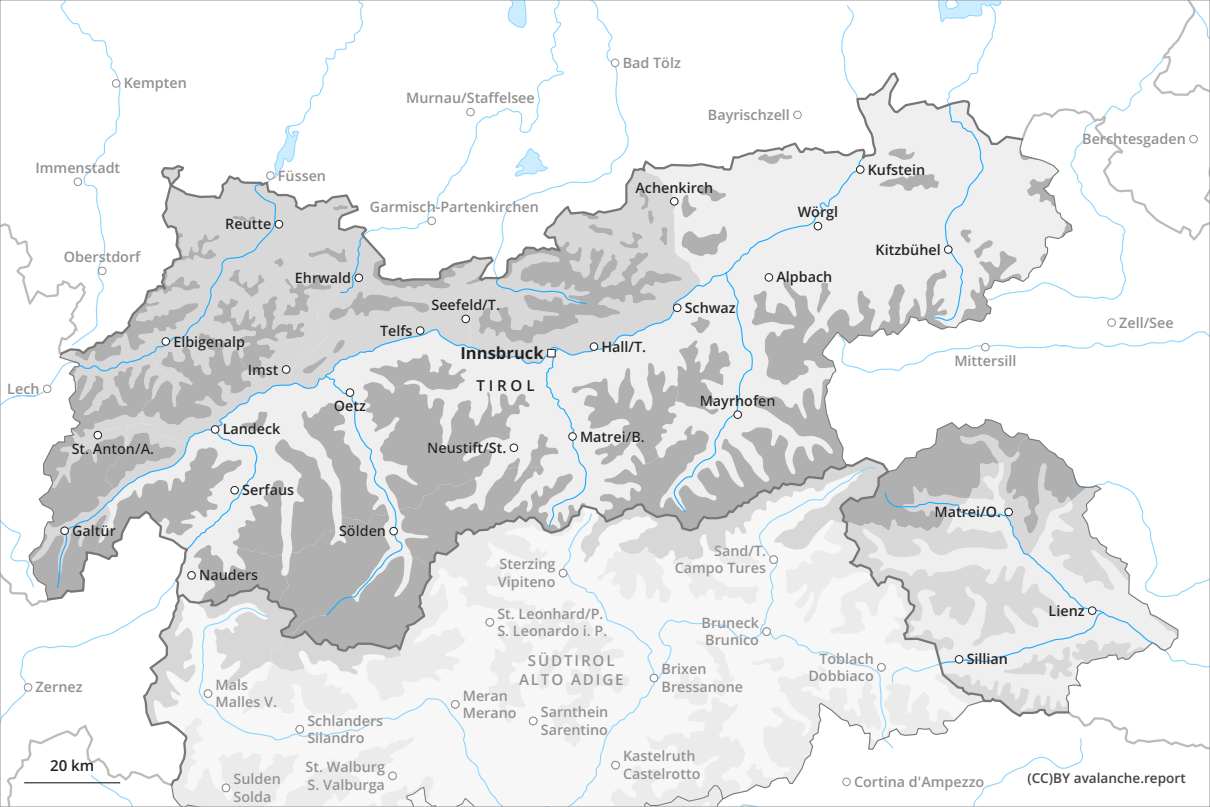 Kempten
Bad Tölz
Murnau/Staffelsee
Bayrischzell
Berchtesgaden
Immenstadt
Füssen
Kufstein
Achenkirch
Garmisch-Partenkirchen
Wörgl
Reutte
Kitzbühel
Oberstdorf
Ehrwald
Alpbach
Seefeld/T.
Schwaz
Zell/See
Telfs
Elbigenalp
Innsbruck
Hall/T.
Mittersill
Imst
TIROL
Lech
Oetz
Mayrhofen
Landeck
Matrei/B.
St. Anton/A.
Neustift/St.
Serfaus
Matrei/O.
Galtür
Sölden
Sand/T.
Campo Tures
Sterzing
Vipiteno
Nauders
Lienz
St. Leonhard/P.
S. Leonardo i. P.
Bruneck
Brunico
SÜDTIROL
ALTO ADIGE
Toblach
Dobbiaco
Sillian
Brixen
Bressanone
Zernez
Mals
Malles V.
Meran
Merano
Sarnthein
Sarentino
Schlanders
Silandro
Kastelruth
Castelrotto
St. Walburg
S. Valburga
20 km
Sulden
Solda
Cortina d'Ampezzo
(CC)BY avalanche.report